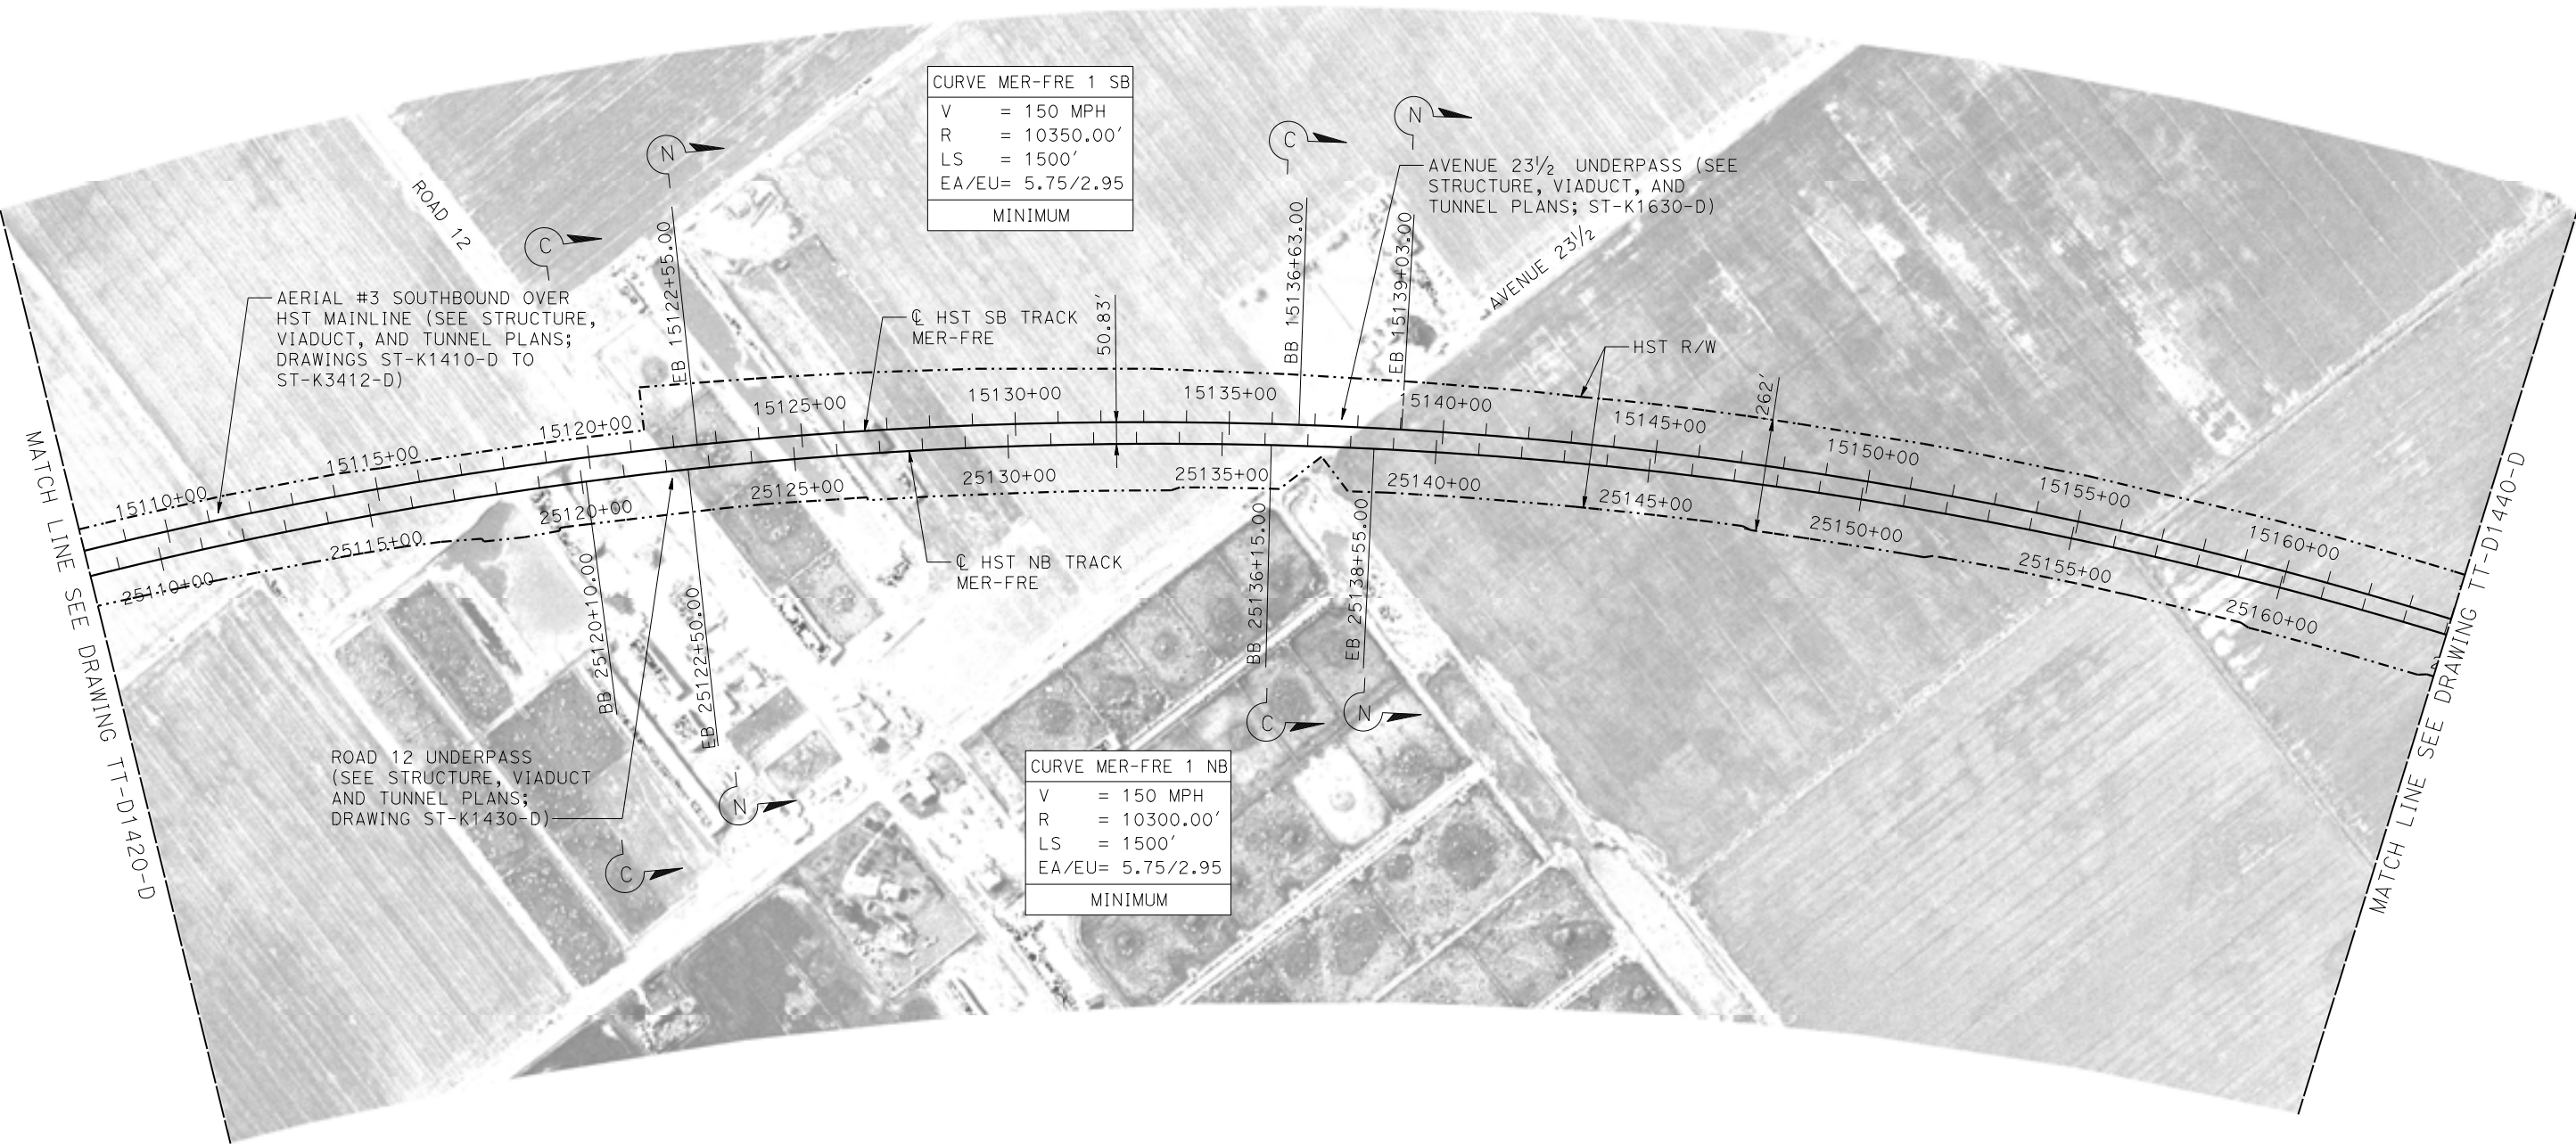 CURVE MER-FRE 1 SB
V = 150 MPH
R = 10350.00'
LS = 1500'
EA/EU= 5.75/2.95
MINIMUM
N
C
C
N
ROAD 12
AVENUE 23½ UNDERPASS (SEE
STRUCTURE, VIADUCT, AND
TUNNEL PLANS; ST-K1630-D)
AVENUE 23½
EB 15122+55.00
BB 15136+63.00
EB 15139+03.00
AERIAL #3 SOUTHBOUND OVER
HST MAINLINE (SEE STRUCTURE,
VIADUCT, AND TUNNEL PLANS;
DRAWINGS ST-K1410-D TO
ST-K3412-D)
℄ HST SB TRACK
MER-FRE
50.83'
HST R/W
262'
15110+00
15115+00
15120+00
15125+00
15130+00
15135+00
15140+00
15145+00
15150+00
15155+00
15160+00
25110+00
25115+00
25120+00
25125+00
25130+00
25135+00
25140+00
25145+00
25150+00
25155+00
25160+00
℄ HST NB TRACK
MER-FRE
BB 25120+10.00
EB 25122+50.00
BB 25136+15.00
EB 25138+55.00
MATCH LINE SEE DRAWING TT-D1420-D
MATCH LINE SEE DRAWING TT-D1440-D
ROAD 12 UNDERPASS
(SEE STRUCTURE, VIADUCT
AND TUNNEL PLANS;
DRAWING ST-K1430-D)
C
N
C
N
CURVE MER-FRE 1 NB
V = 150 MPH
R = 10300.00'
LS = 1500'
EA/EU= 5.75/2.95
MINIMUM